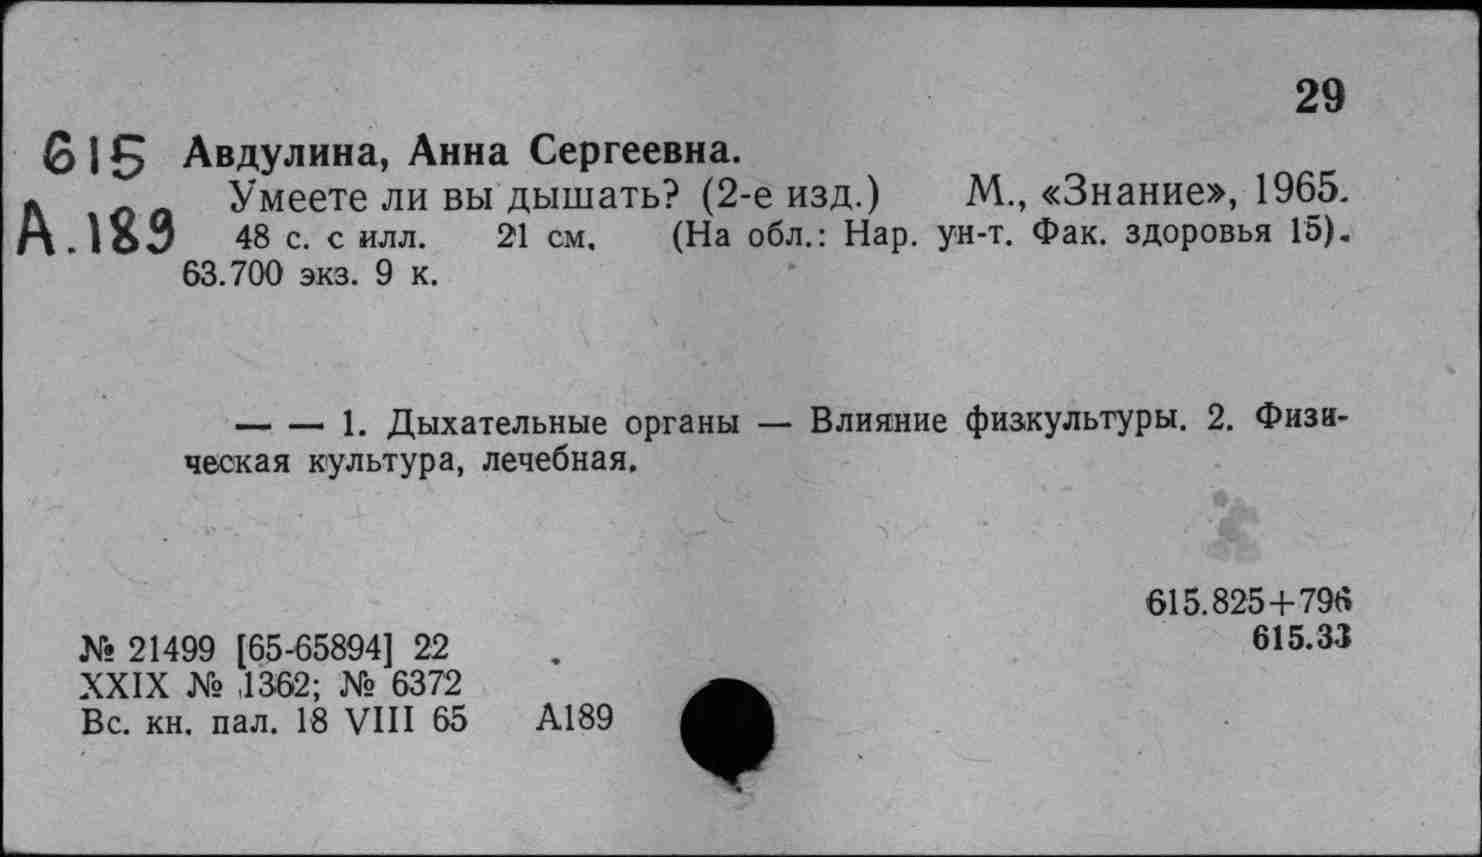 29
615 Авдулина, Анна Сергеевна.
А.189 Умеете ли вы дышать? (2-е изд.) М., «Знание», 1965.
48 с. с илл. 21 см. (На обл.: Нар. ун-т. Фак. здоровья 15).
63.700 экз. 9 к.
— — 1. Дыхательные органы — Влияние физкультуры. 2. Физи-
ческая культура, лечебная.
615.825+796
615.33
№ 21499 [65-65894] 22
XXIX № 1362; № 6372
Вс. кн. пал. 18 VIII 65 А189